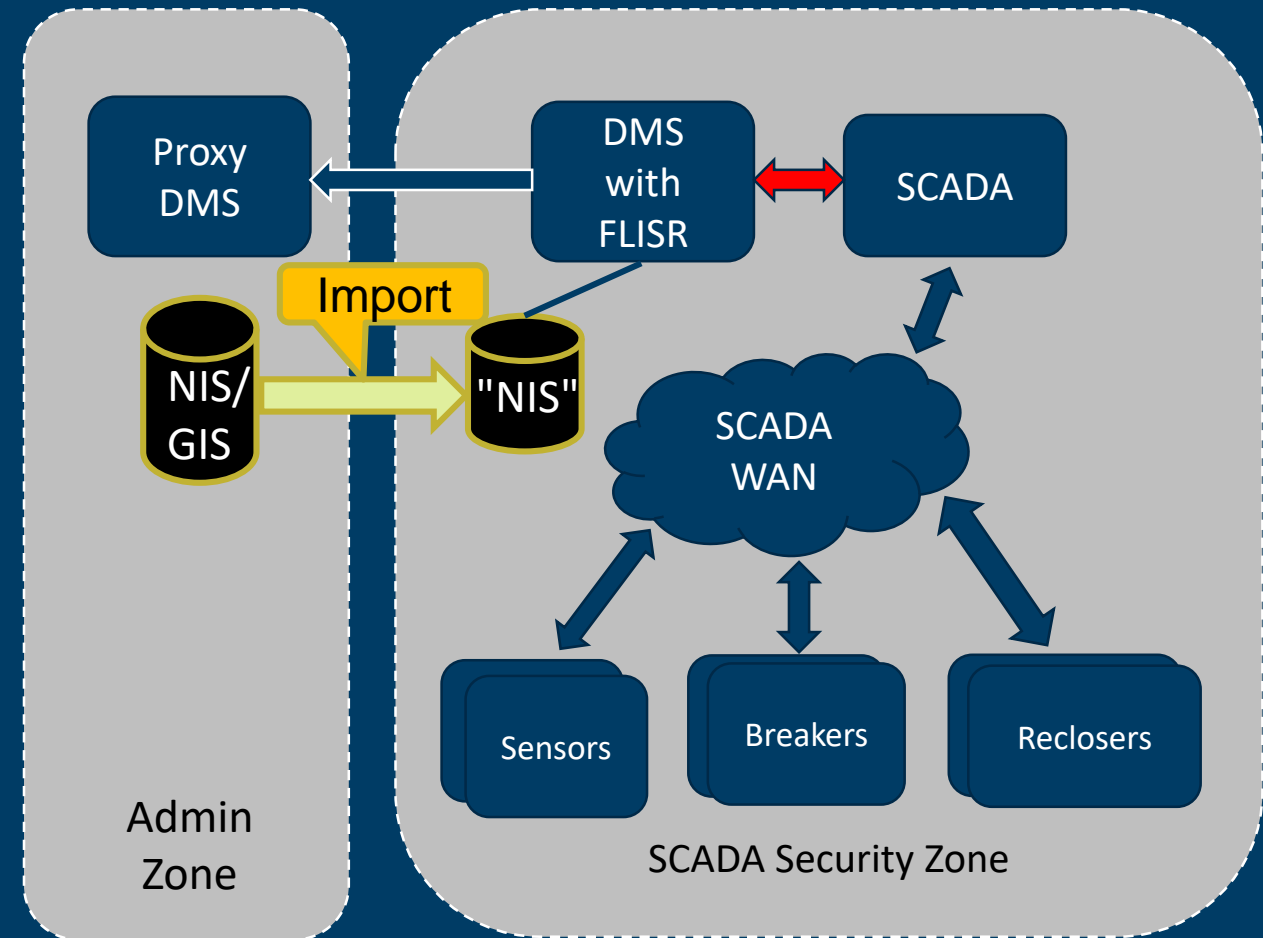 Proxy
DMS
DMS
with
FLISR
SCADA
Import
NIS/
GIS
"NIS"
SCADA
WAN
Sensors
Breakers
Reclosers
Admin
Zone
SCADA Security Zone